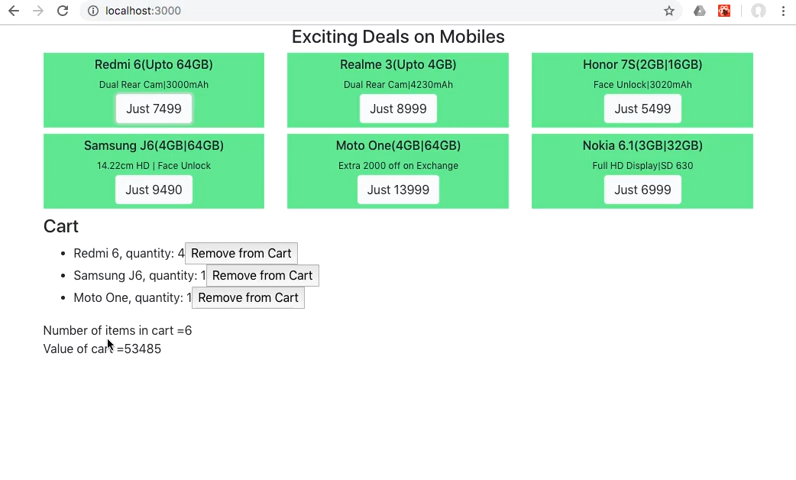 localhost:3000
Exciting Deals on Mobiles
Redmi 6(Upto 64GB)
Dual Rear Cam|3000mAh
Just 7499
Realme 3(Upto 4GB)
Dual Rear Cam|4230mAh
Just 8999
Honor 7S(2GB|16GB)
Face Unlock|3020mAh
Just 5499
Samsung J6(4GB|64GB)
14.22cm HD | Face Unlock
Just 9490
Moto One(4GB|64GB)
Extra 2000 off on Exchange
Just 13999
Nokia 6.1(3GB|32GB)
Full HD Display|SD 630
Just 6999
Cart
Redmi 6, quantity: 4 Remove from Cart
Samsung J6, quantity: 1 Remove from Cart
Moto One, quantity: 1 Remove from Cart
Number of items in cart =6
Value of cart =53485